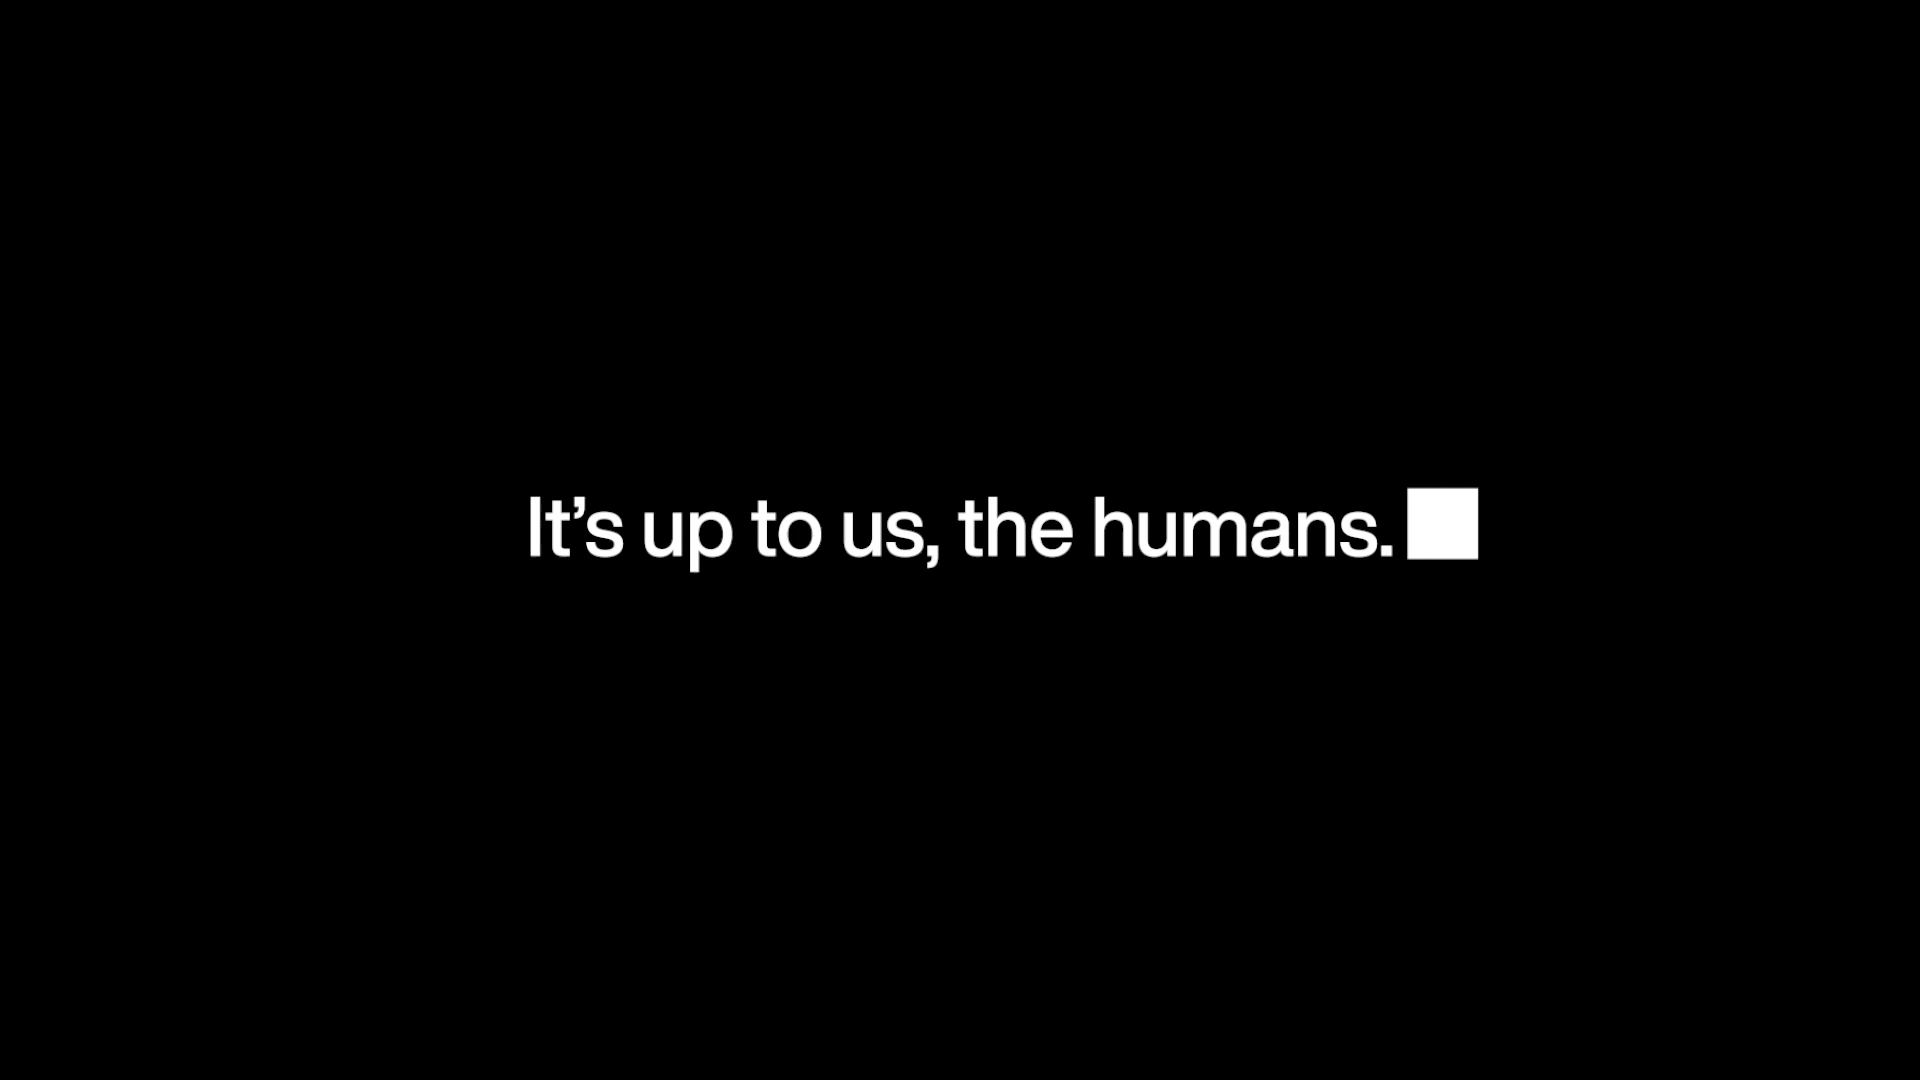 It’s up to us, the humans.